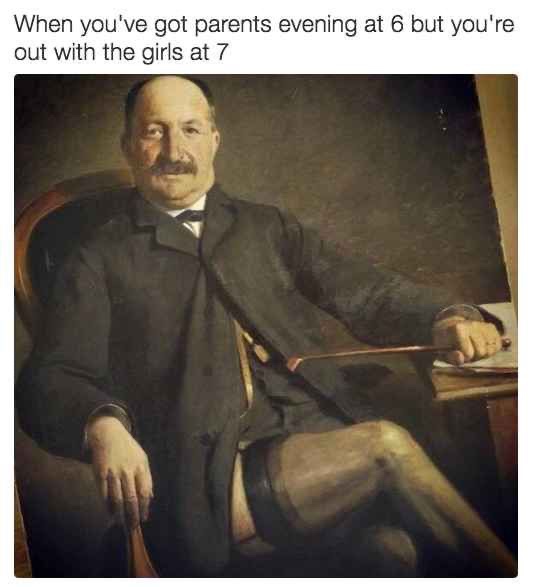 When you've got parents evening at 6 but you're
out with the girls at 7